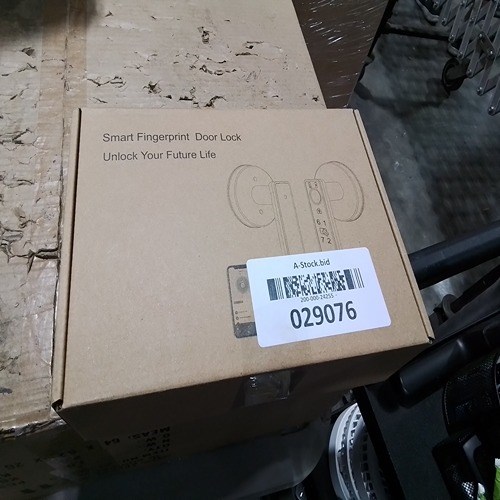 Smart Fingerprint Door Lock
Unlock Your Future Life
A-Stock.bid
029076